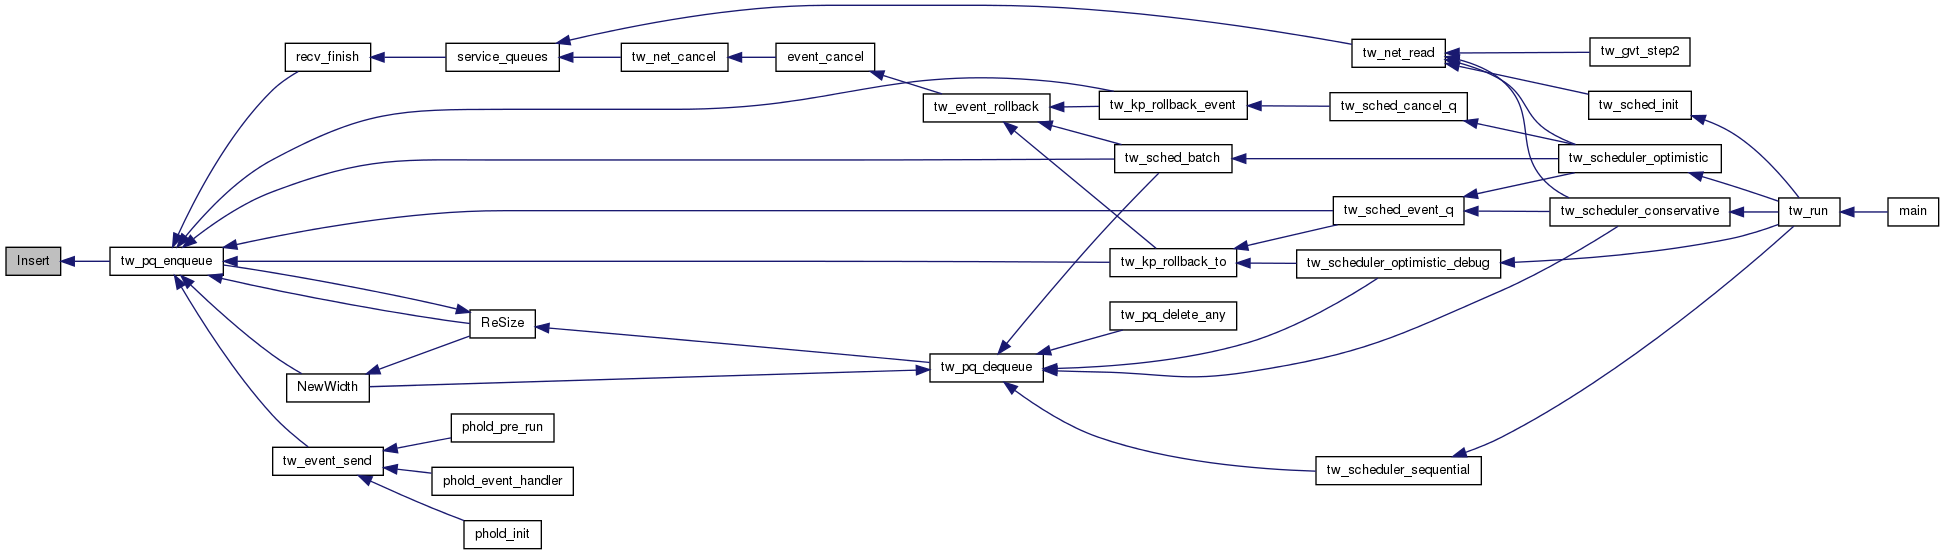 recv_finish
service_queues
tw_net_cancel
event_cancel
tw_net_read
tw_gvt_step2
tw_event_rollback
tw_kp_rollback_event
tw_sched_cancel_q
tw_sched_init
tw_sched_batch
tw_scheduler_optimistic
tw_sched_event_q
tw_scheduler_conservative
tw_run
main
Insert
tw_pq_enqueue
tw_kp_rollback_to
tw_scheduler_optimistic_debug
ReSize
tw_pq_delete_any
NewWidth
tw_pq_dequeue
phold_pre_run
tw_event_send
phold_event_handler
tw_scheduler_sequential
phold_init